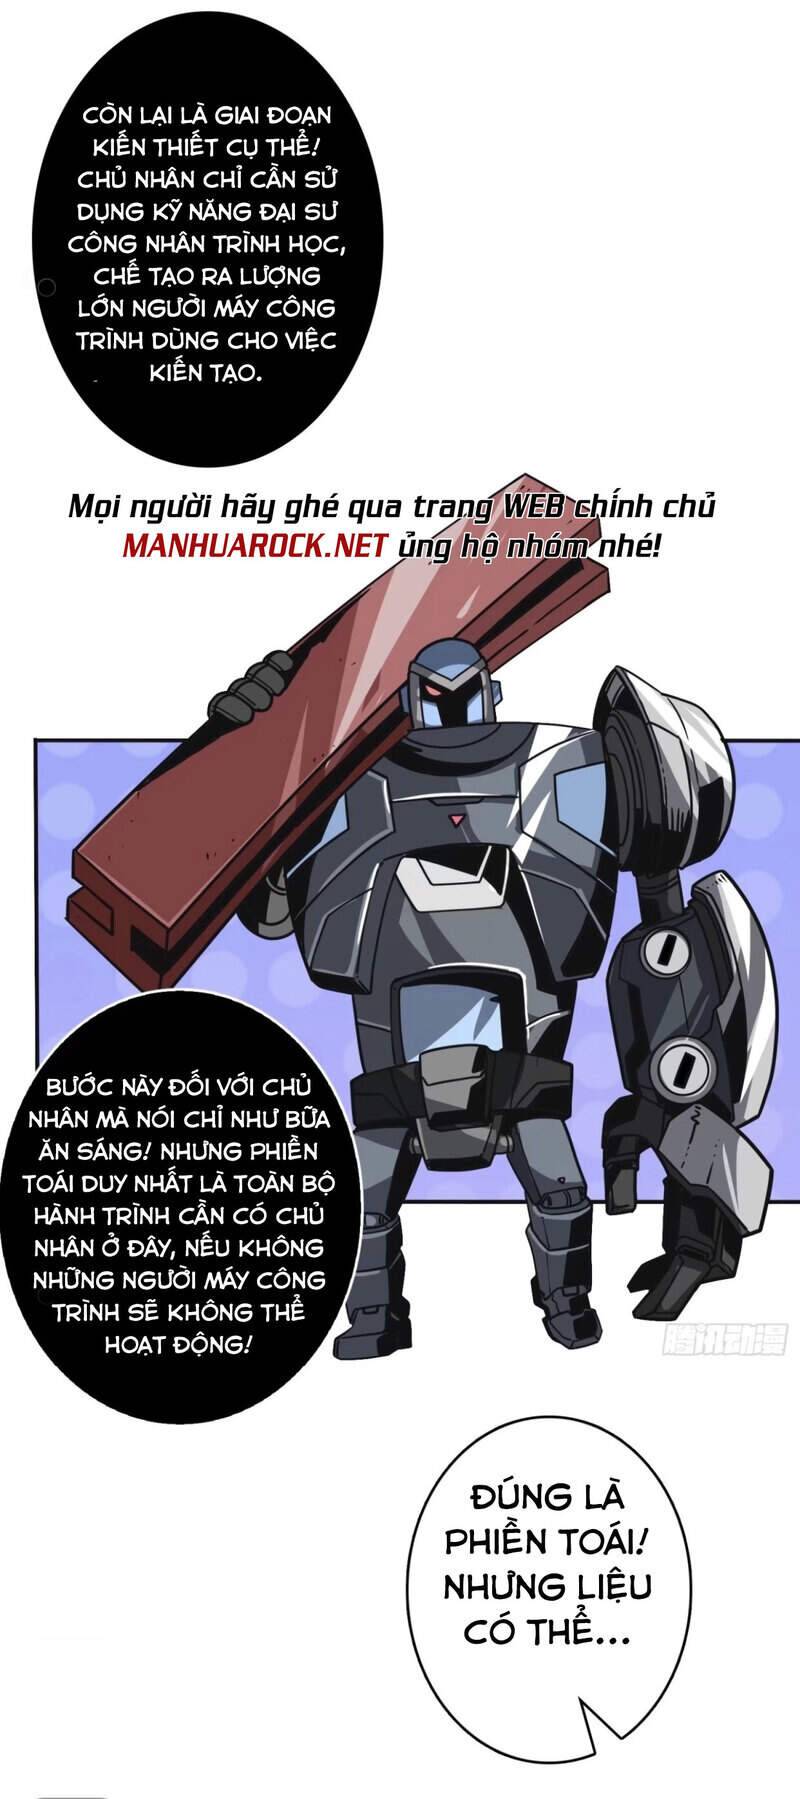 CÒN LẠI LÀ GIAI ĐOẠN
KIẾN THIẾT CỤ THỂ!
CHỦ NHÂN CHỈ CẦN SỬ
DỤNG KỸ NĂNG ĐẠI SƯ
CÔNG NHÂN TRÌNH HỌC,
CHẾ TẠO RA LƯỢNG
LỚN NGƯỜI MÁY CÔNG
TRÌNH DÙNG CHO VIỆC
KIẾN TẠO.
Mọi người hãy ghé qua trang WEB chính chủ
MANHUAROCK.NET ủng hộ nhóm nhé!
BƯỚC NÀY ĐỐI VỚI CHỦ
NHÂN MÀ NÓI CHỈ NHƯ BỮA
ĂN SÁNG! NHƯNG PHIỀN
TOÁI DUY NHẤT LÀ TOÀN BỘ
HÀNH TRÌNH CẦN CÓ CHỦ
NHÂN Ở ĐÂY, NẾU KHÔNG
NHỮNG NGƯỜI MÁY CÔNG
TRÌNH SẼ KHÔNG THỂ
HOẠT ĐỘNG!
腾讯动漫
ĐÚNG LÀ
PHIỀN TOÁI!
NHƯNG LIỆU
CÓ THỂ...